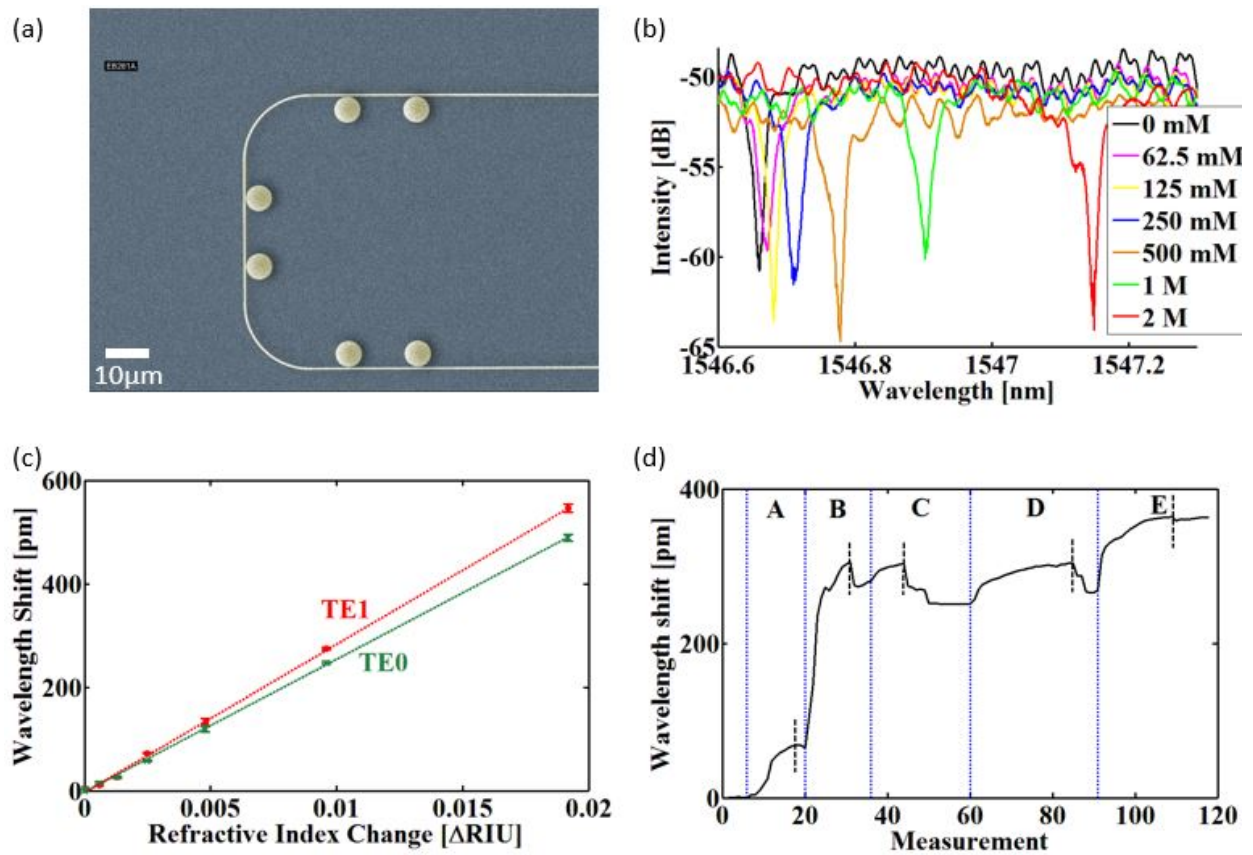 (a)
EB281A
10µm
(b)
-50
-55
-60
-65
Intensity [dB]
1546.6
1546.8
1547
1547.2
Wavelength [nm]
0 mM
62.5 mM
125 mM
250 mM
500 mM
1 M
2 M
(c)
600
400
200
0
Wavelength Shift [pm]
TE1
TE0
0
0.005
0.01
0.015
0.02
Refractive Index Change [ΔRIU]
(d)
400
200
0
Wavelength shift [pm]
A
B
C
D
E
0
20
40
60
80
100
120
Measurement